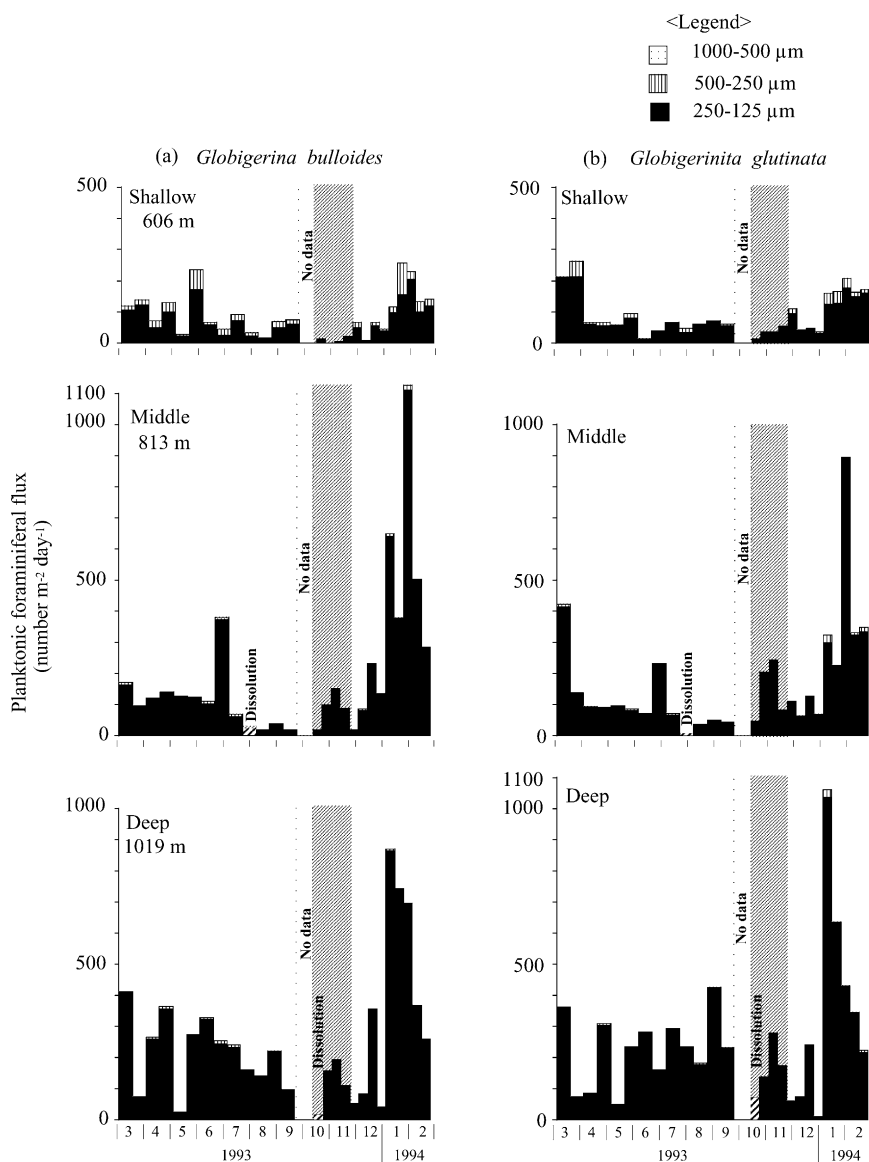 <Legend>
1000-500 µm
500-250 µm
250-125 µm
(a) Globigerina bulloides
(b) Globigerinita glutinata
Planktonic foraminiferal flux
(number m-2 day-1)
500
0
Shallow
606 m
No data
500
0
Shallow
No data
1100
1000
500
0
Middle
813 m
Dissolution
No data
1000
500
0
Middle
Dissolution
No data
1000
500
0
Deep
1019 m
No data
Dissolution
1100
1000
500
0
Deep
No data
Dissolution
3 4 5 6 7 8 9 10 11 12 1 2
1993 1994
3 4 5 6 7 8 9 10 11 12 1 2
1993 1994